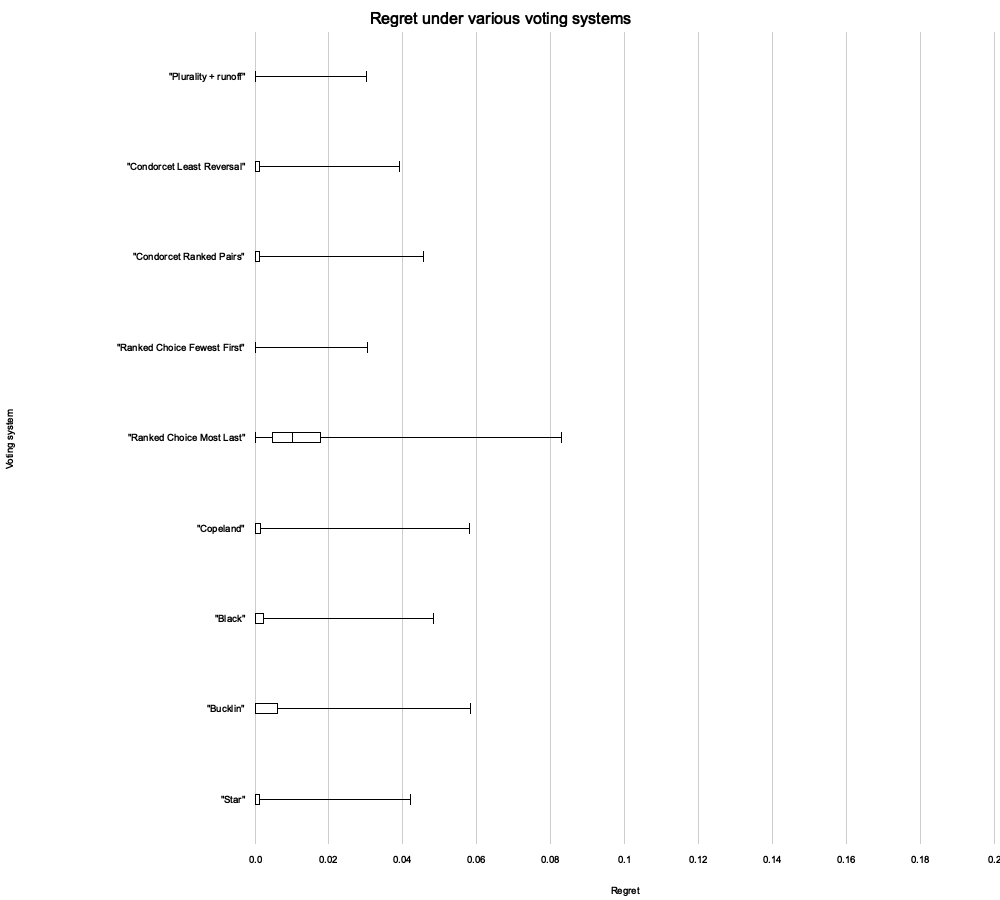 Regret under various voting systems
"Plurality + runoff"
"Condorcet Least Reversal"
"Condorcet Ranked Pairs"
"Ranked Choice Fewest First"
"Ranked Choice Most Last"
"Copeland"
"Black"
"Bucklin"
"Star"
Voting system
0.0 0.02 0.04 0.06 0.08 0.1 0.12 0.14 0.16 0.18 0.2
Regret